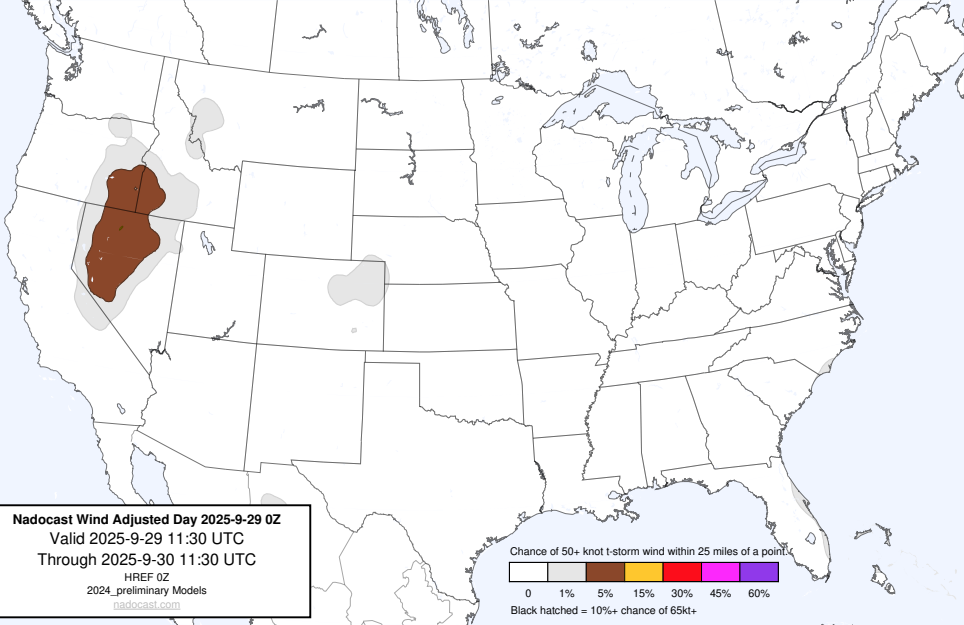 Nadocast Wind Adjusted Day 2025-9-29 0Z
Valid 2025-9-29 11:30 UTC
Through 2025-9-30 11:30 UTC
HREF 0Z
2024_preliminary Models
nadocast.com
Chance of 50+ knot t-storm wind within 25 miles of a point.
0 1% 5% 15% 30% 45% 60%
Black hatched = 10%+ chance of 65kt+